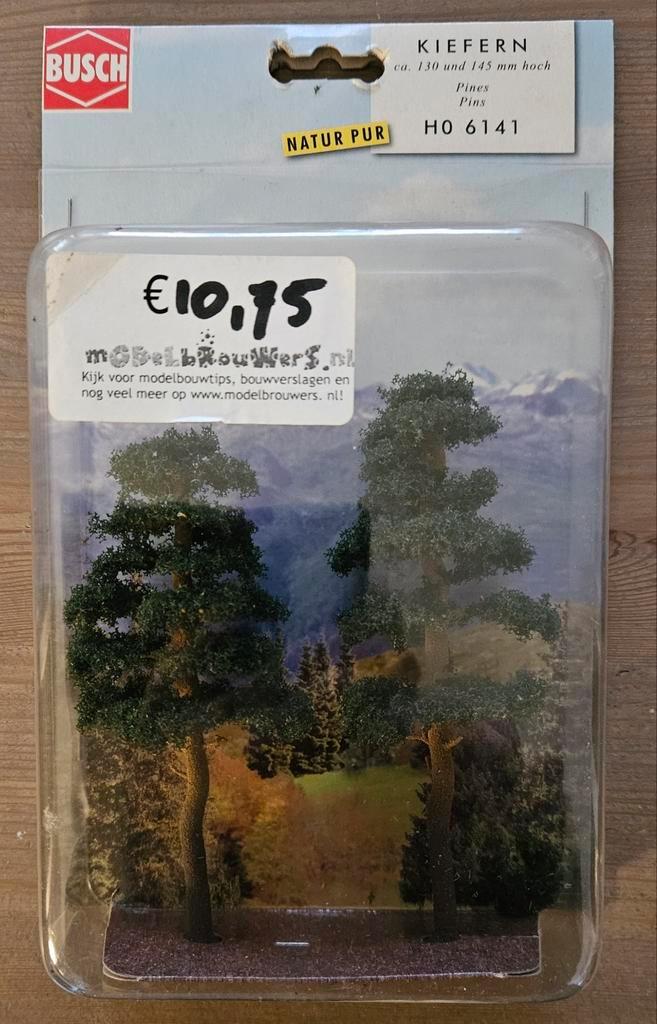 BUSCH
KIEFERN
ca. 130 und 145 mm hoch
Pines
Pins
H0 6141
NATUR PUR
€10,75
mODeLbRouWerS.nl
Kijk voor modelbouwtips, bouwverslagen en
nog veel meer op www.modelbrouwers. nl!